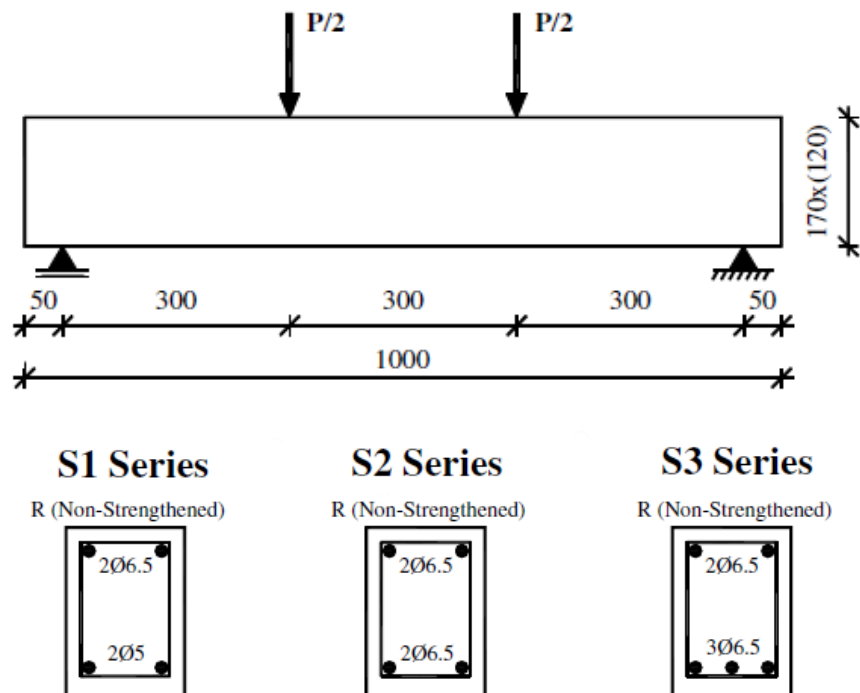 P/2 P/2
170x(120)
50 300 300 300 50
1000
S1 Series S2 Series S3 Series
R (Non-Strengthened) R (Non-Strengthened) R (Non-Strengthened)
2Ø6.5 2Ø6.5 2Ø6.5
2Ø5 2Ø6.5 3Ø6.5